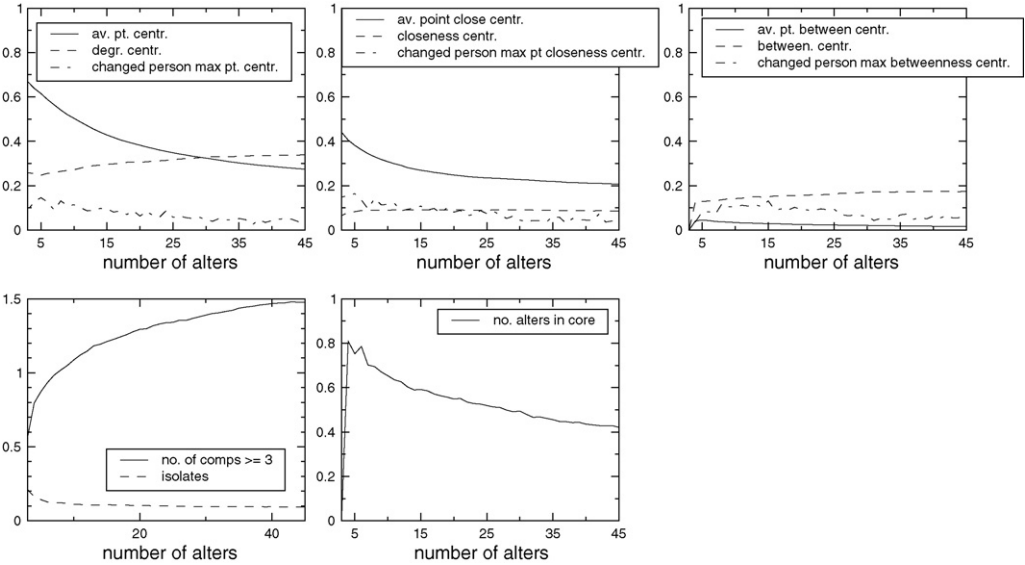 1
0.8
0.6
0.4
0.2
0
av. pt. centr.
degr. centr.
changed person max pt. centr.
5 15 25 35 45
number of alters
1
0.8
0.6
0.4
0.2
0
av. point close centr.
closeness centr.
changed person max pt closeness centr.
5 15 25 35 45
number of alters
1
0.8
0.6
0.4
0.2
0
av. pt. between centr.
between. centr.
changed person max betweenness centr.
5 15 25 35 45
number of alters
1.5
1
0.5
0
no. of comps >= 3
isolates
20 40
number of alters
1
0.8
0.6
0.4
0.2
0
no. alters in core
5 15 25 35 45
number of alters